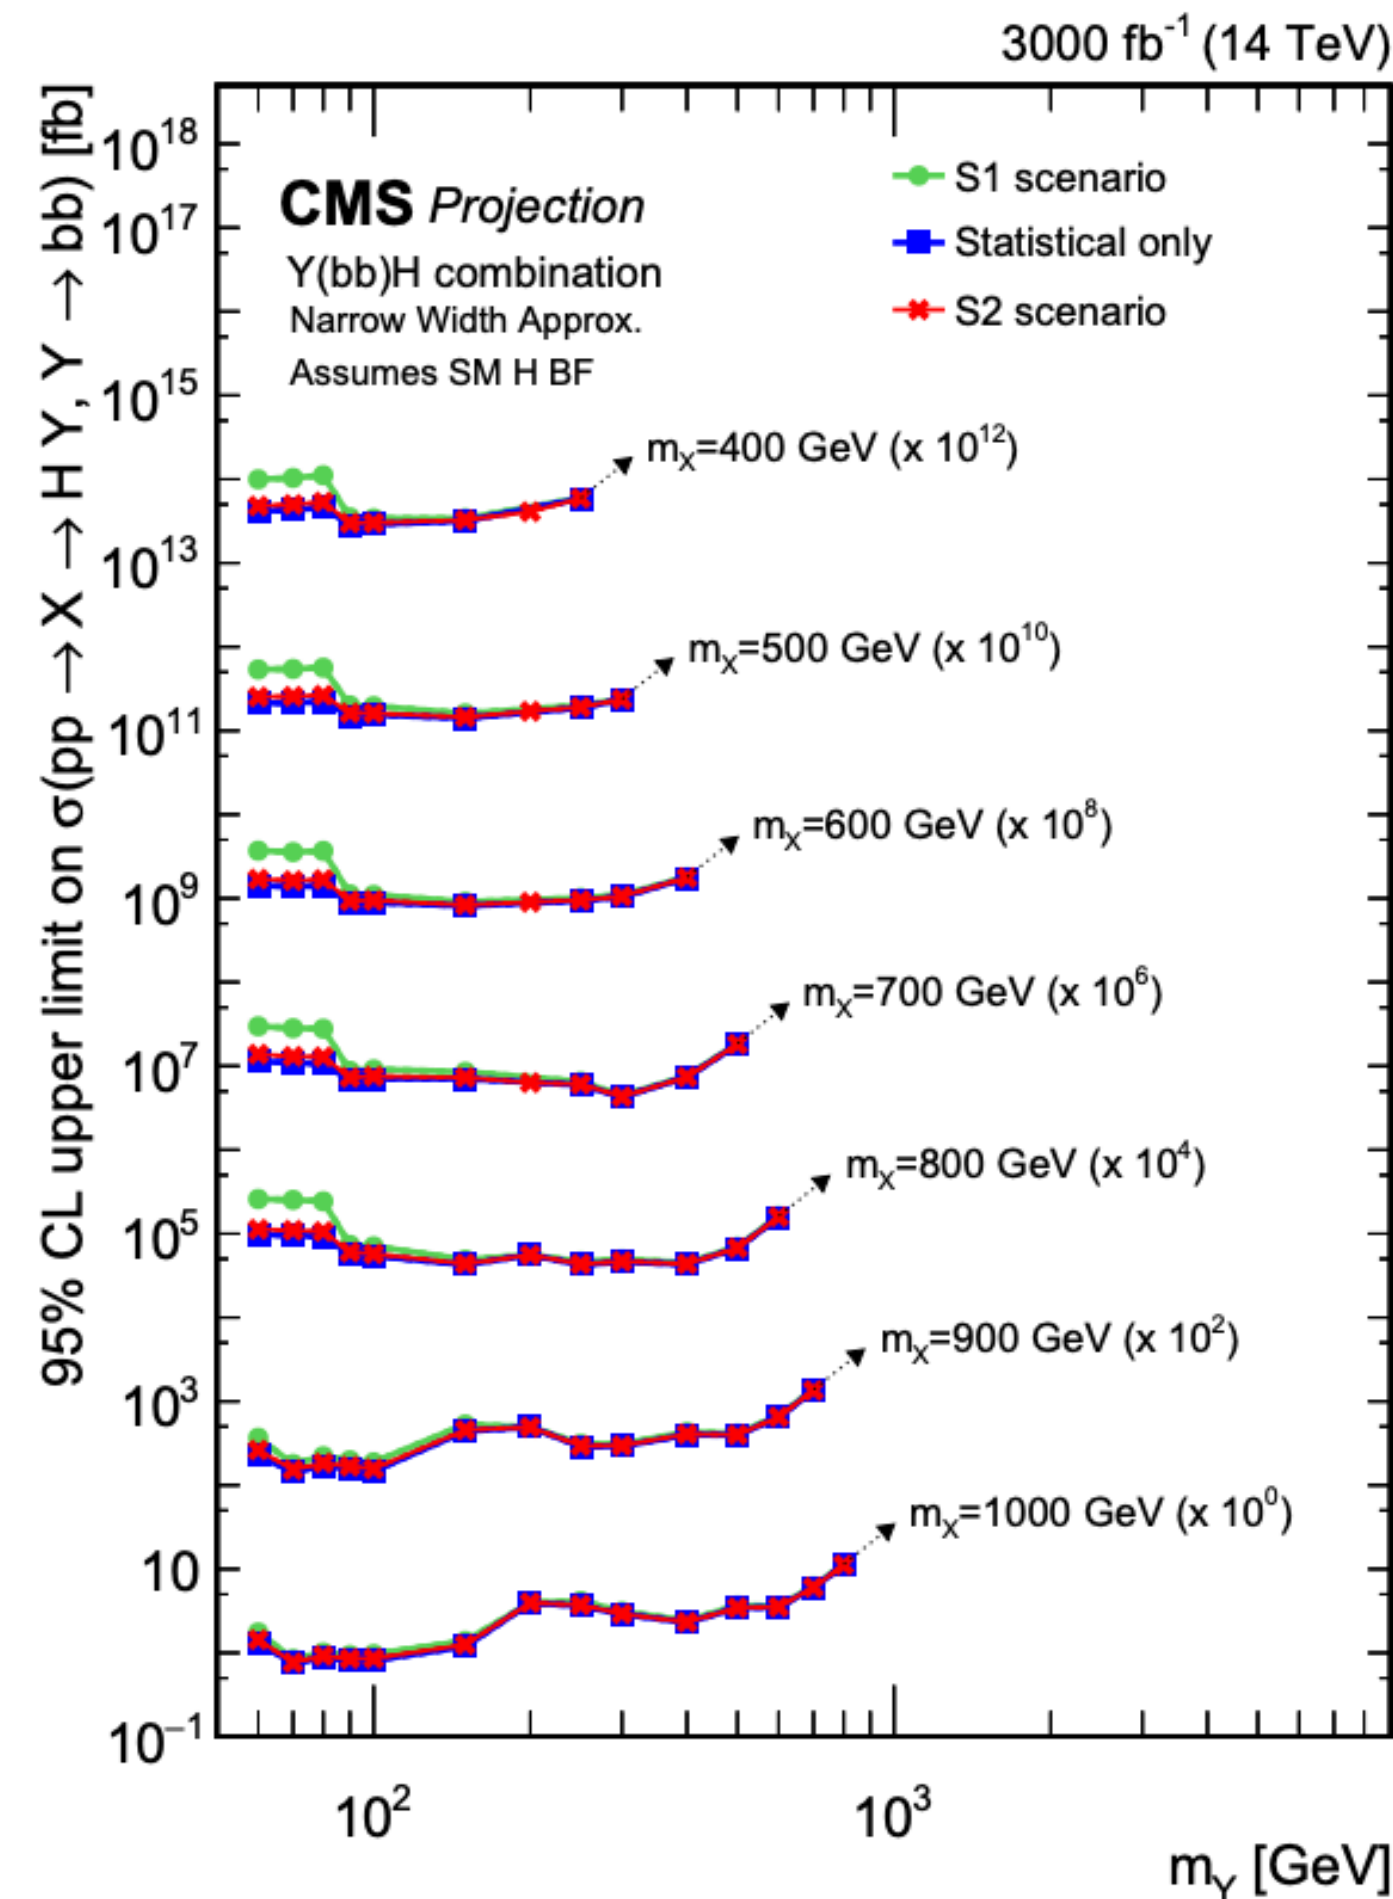 3000 fb⁻¹ (14 TeV)
95% CL upper limit on σ(pp → X → H Y, Y → bb) [fb]
10¹⁸
10¹⁷
10¹⁵
10¹³
10¹¹
10⁹
10⁷
10⁵
10³
10
10⁻¹
CMS Projection
Y(bb)H combination
Narrow Width Approx.
Assumes SM H BF
S1 scenario
Statistical only
S2 scenario
m_X=400 GeV (x 10¹²)
m_X=500 GeV (x 10¹⁰)
m_X=600 GeV (x 10⁸)
m_X=700 GeV (x 10⁶)
m_X=800 GeV (x 10⁴)
m_X=900 GeV (x 10²)
m_X=1000 GeV (x 10⁰)
10²
10³
m_Y [GeV]